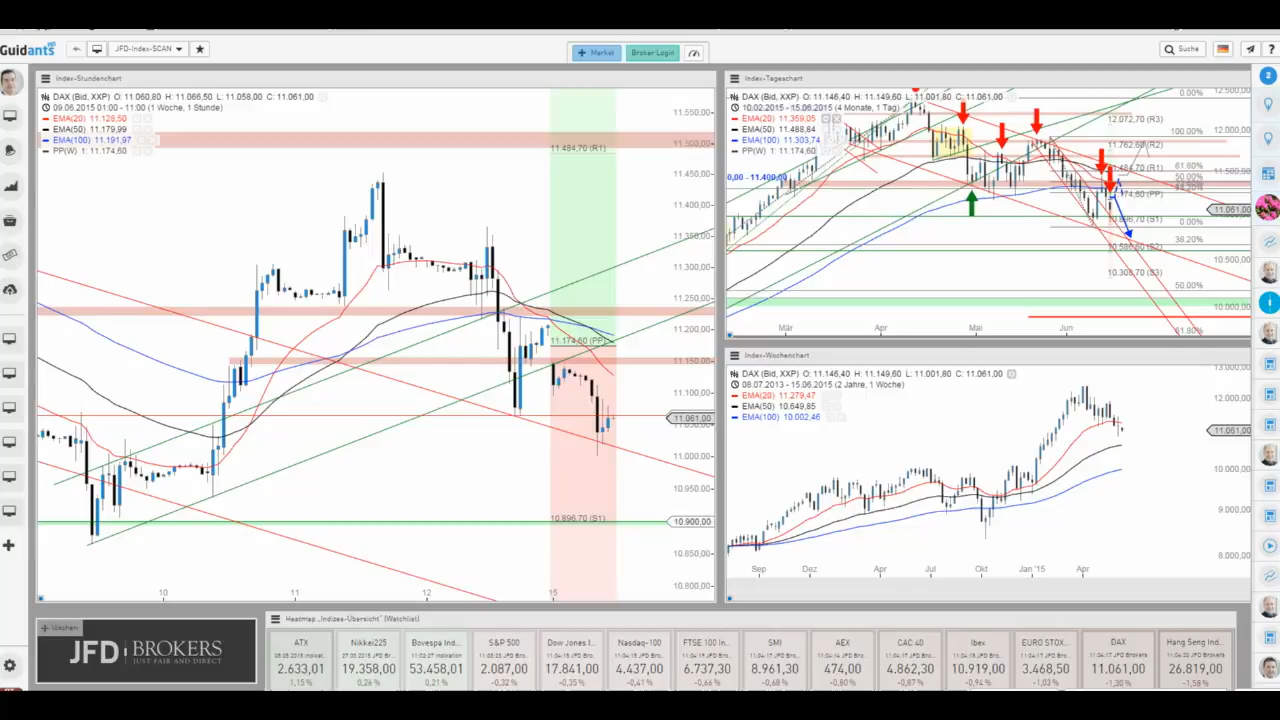 Guidants
JFD-Index-SCAN
+ Market
Broker-Login
Suche
Index-Stundenchart
DAX (Bid, XXP) O: 11.060,80 H: 11.066,50 L: 11.058,00 C: 11.061,00
09.06.2015 01:00 - 11:00 (1 Woche, 1 Stunde)
EMA(20) 11.128,50
EMA(50) 11.179,99
EMA(100) 11.191,97
PP(W) 11.174,60
11.484,70 (R1)
11.174,60 (PP)
10.896,70 (S1)
11.550,00
11.500,00
11.450,00
11.400,00
11.350,00
11.300,00
11.250,00
11.200,00
11.150,00
11.100,00
11.061,00
11.000,00
10.950,00
10.900,00
10.850,00
10.800,00
10
11
12
15
Index-Tageschart
DAX (Bid, XXP) O: 11.146,40 H: 11.149,60 L: 11.001,80 C: 11.061,00
10.02.2015 - 15.06.2015 (4 Monate, 1 Tag)
EMA(20) 11.359,05
EMA(50) 11.488,84
EMA(100) 11.303,74
PP(W) 11.174,60
0,00 - 11.400,00
0.00%
12.072,70 (R3)
100.00%
11.762,60 (R2)
61.80%
11.484,70 (R1)
50.00%
10.896,70 (S1)
0.00%
38.20%
10.586,60 (S2)
10.308,70 (S3)
50.00%
61.80%
12.500,00
12.000,00
11.500,00
11.061,00
10.500,00
10.000,00
Mär
Apr
Mai
Jun
Index-Wochenchart
DAX (Bid, XXP) O: 11.146,40 H: 11.149,60 L: 11.001,80 C: 11.061,00
08.07.2013 - 15.06.2015 (2 Jahre, 1 Woche)
EMA(20) 11.279,47
EMA(50) 10.649,85
EMA(100) 10.002,46
13.000,00
12.000,00
11.061,00
10.000,00
9.000,00
8.000,00
Sep
Dez
Apr
Jul
Okt
Jan '15
Apr
+ löschen
JFD BROKERS
JUST FAIR AND DIRECT
Heatmap „Indizes-Übersicht" (Watchlist)
ATX
2.633,01
1,15 %
Nikkei225
19.358,00
0,26 %
Bovespa Ind...
53.458,01
0,21 %
S&P 500
2.087,00
-0,32 %
Dow Jones I...
17.841,00
-0,35 %
Nasdaq-100
4.437,00
-0,41 %
FTSE 100 In...
6.737,30
-0,66 %
SMI
8.961,30
-0,68 %
AEX
474,00
-0,80 %
CAC 40
4.862,30
-0,87 %
Ibex
10.919,00
-0,94 %
EURO STOX...
3.468,50
-1,03 %
DAX
11.061,00
-1,30 %
Hang Seng Ind...
26.819,00
-1,58 %